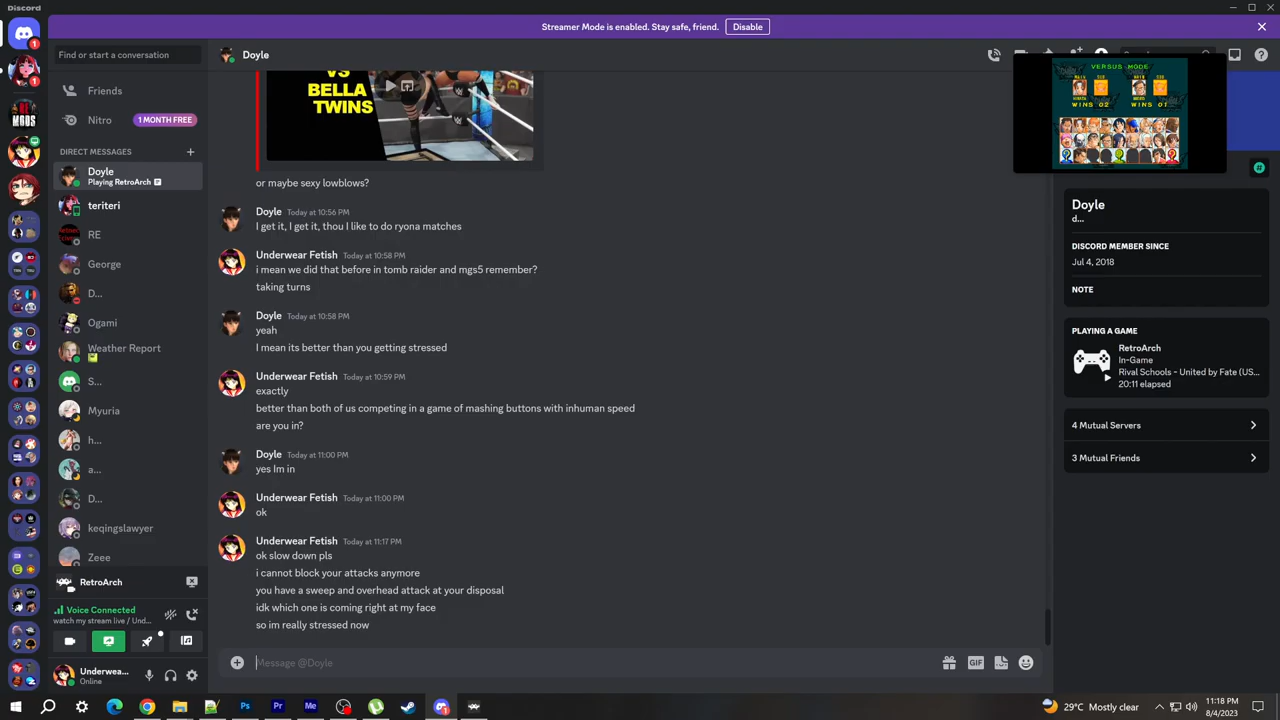 Discord
Streamer Mode is enabled. Stay safe, friend. Disable
Find or start a conversation
Friends
Nitro 1 MONTH FREE
DIRECT MESSAGES
Doyle
Playing RetroArch
teriteri
RE
George
D...
Ogami
Weather Report
S...
Myuria
h...
a...
D...
keqingslawyer
Zeee
RetroArch
Voice Connected
watch my stream live / Und...
Underwea...
Online
Doyle
VS
BELLA
TWINS
or maybe sexy lowblows?
Doyle Today at 10:56 PM
I get it, I get it, thou I like to do ryona matches
Underwear Fetish Today at 10:58 PM
i mean we did that before in tomb raider and mgs5 remember?
taking turns
Doyle Today at 10:58 PM
yeah
I mean its better than you getting stressed
Underwear Fetish Today at 10:59 PM
exactly
better than both of us competing in a game of mashing buttons with inhuman speed
are you in?
Doyle Today at 11:00 PM
yes Im in
Underwear Fetish Today at 11:00 PM
ok
Underwear Fetish Today at 11:17 PM
ok slow down pls
i cannot block your attacks anymore
you have a sweep and overhead attack at your disposal
idk which one is coming right at my face
so im really stressed now
Message @Doyle
GIF
VERSUS MODE
WINS 02 WINS 01
Doyle
d...
DISCORD MEMBER SINCE
Jul 4, 2018
NOTE
PLAYING A GAME
RetroArch
In-Game
Rival Schools - United by Fate (US...
20:11 elapsed
4 Mutual Servers
3 Mutual Friends
29°C Mostly clear
11:18 PM
8/4/2023